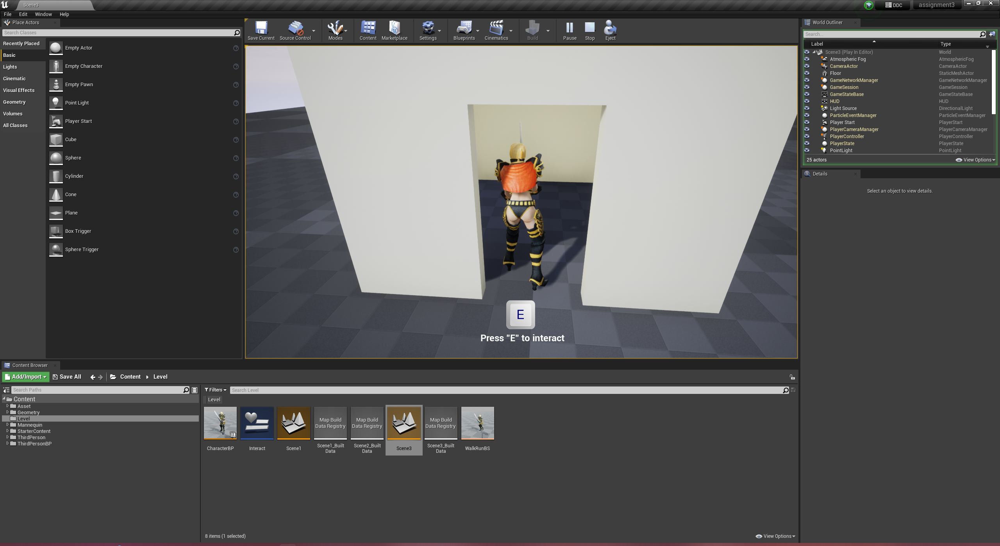 Scene3
DDC
assignment3
File Edit Window Help
Place Actors
Search Classes
Recently Placed
Basic
Lights
Cinematic
Visual Effects
Geometry
Volumes
All Classes
Empty Actor
Empty Character
Empty Pawn
Point Light
Player Start
Cube
Sphere
Cylinder
Cone
Plane
Box Trigger
Sphere Trigger
Save Current Source Control Modes Content Marketplace Settings Blueprints Cinematics Build Pause Stop Eject
E
Press "E" to interact
World Outliner
Search...
Label Type
Scene3 (Play In Editor) World
Atmospheric Fog AtmosphericFog
CameraActor CameraActor
Floor StaticMeshActor
GameNetworkManager GameNetworkManager
GameSession GameSession
GameStateBase GameStateBase
HUD HUD
Light Source DirectionalLight
ParticleEventManager ParticleEventManager
Player Start PlayerStart
PlayerCameraManager PlayerCameraManager
PlayerController PlayerController
PlayerState PlayerState
PointLight PointLight
25 actors View Options
Details
Select an object to view details.
Content Browser
Add/Import Save All Content Level
Search Paths
Content
Asset
Geometry
Level
Mannequin
StarterContent
ThirdPerson
ThirdPersonBP
Filters Search Level
Level
Map Build Data Registry
Map Build Data Registry
Map Build Data Registry
CharacterBP
Interact
Scene1
Scene1_Built
Data
Scene2_Built
Data
Scene3
Scene3_Built
Data
WalkRunBS
8 items (1 selected) View Options